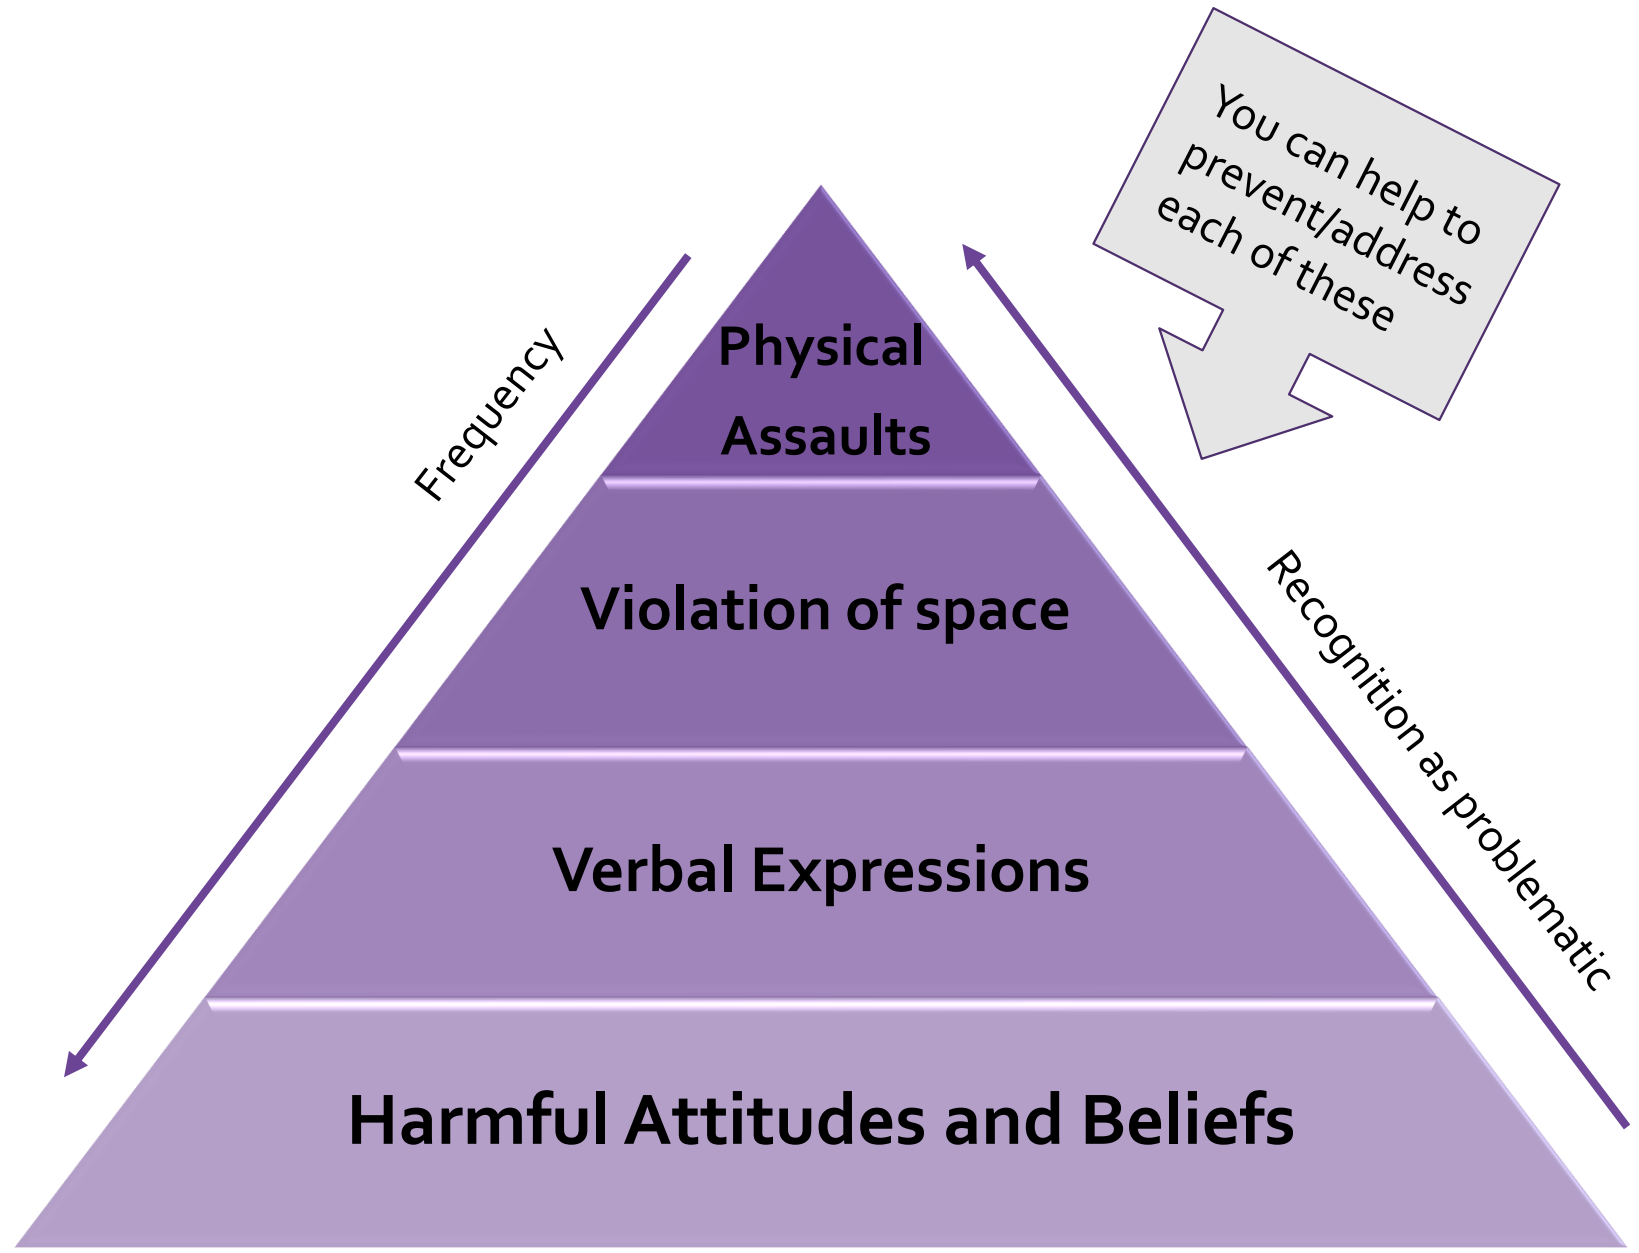 You can help to
prevent/address
each of these
Frequency
Physical
Assaults
Violation of space
Recognition as problematic
Verbal Expressions
Harmful Attitudes and Beliefs